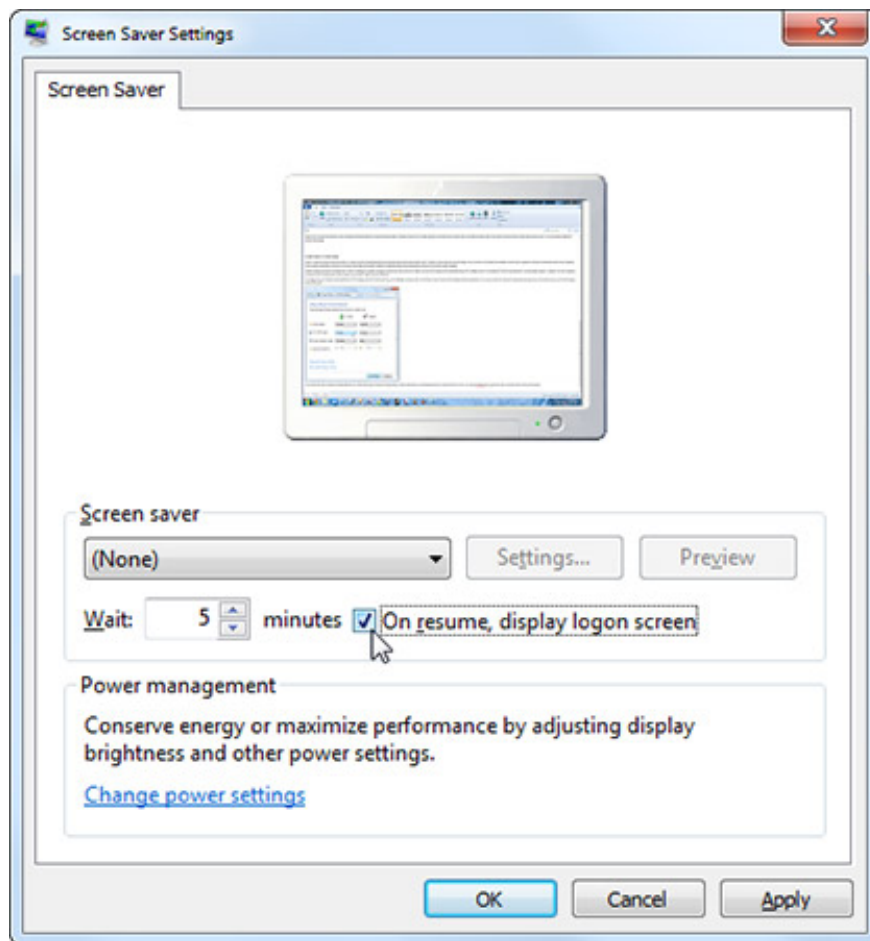 Screen Saver Settings
Screen Saver
Screen saver
(None)
Settings...
Preview
Wait: 5 minutes On resume, display logon screen
Power management
Conserve energy or maximize performance by adjusting display
brightness and other power settings.
Change power settings
OK Cancel Apply